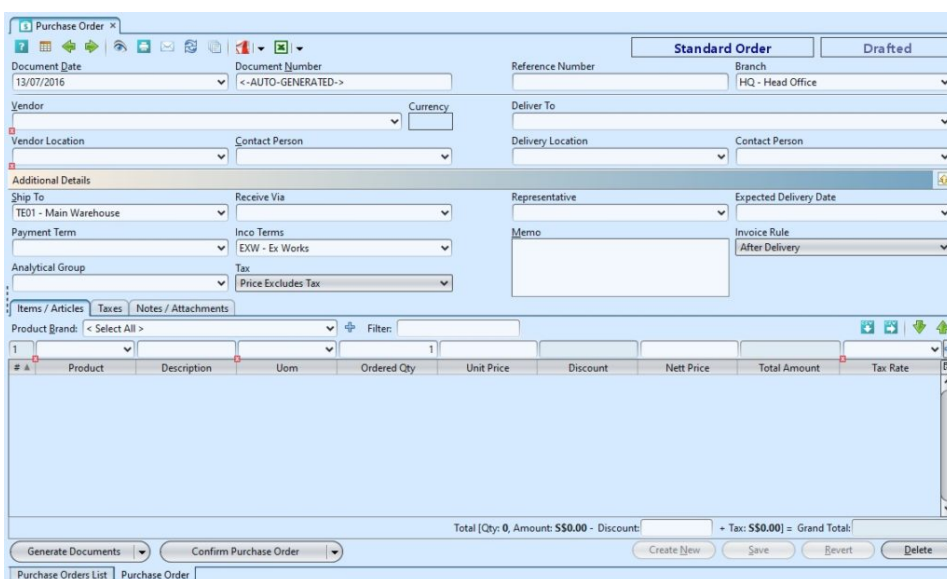 Purchase Order ×
Standard Order Drafted
Document Date Document Number Reference Number Branch
13/07/2016 <-AUTO-GENERATED-> HQ - Head Office
Vendor Currency Deliver To
Vendor Location Contact Person Delivery Location Contact Person
Additional Details
Ship To Receive Via Representative Expected Delivery Date
TE01 - Main Warehouse
Payment Term Inco Terms Memo Invoice Rule
EXW - Ex Works After Delivery
Analytical Group Tax
Price Excludes Tax
Items / Articles Taxes Notes / Attachments
Product Brand: < Select All > Filter:
1 1
# Product Description Uom Ordered Qty Unit Price Discount Nett Price Total Amount Tax Rate
Total [Qty: 0, Amount: S$0.00 - Discount: + Tax: S$0.00] = Grand Total:
Generate Documents Confirm Purchase Order Create New Save Revert Delete
Purchase Orders List Purchase Order